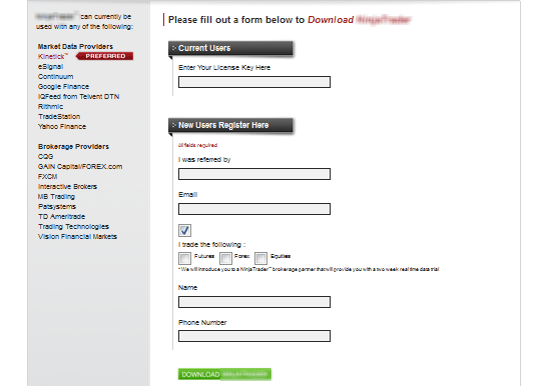 can currently be
used with any of the following:
Market Data Providers
Kinetick™ PREFERRED
eSignal
Continuum
Google Finance
IQFeed from Telvent DTN
Rithmic
TradeStation
Yahoo Finance
Brokerage Providers
CQG
GAIN Capital/FOREX.com
FXCM
Interactive Brokers
MB Trading
Patsystems
TD Ameritrade
Trading Technologies
Vision Financial Markets
Please fill out a form below to Download
> Current Users
Enter Your License Key Here
> New Users Register Here
All fields required
I was referred by
Email
I trade the following :
Futures Forex Equities
* We will introduce you to a NinjaTrader™ brokerage partner that will provide you with a two week real time data trial
Name
Phone Number
DOWNLOAD